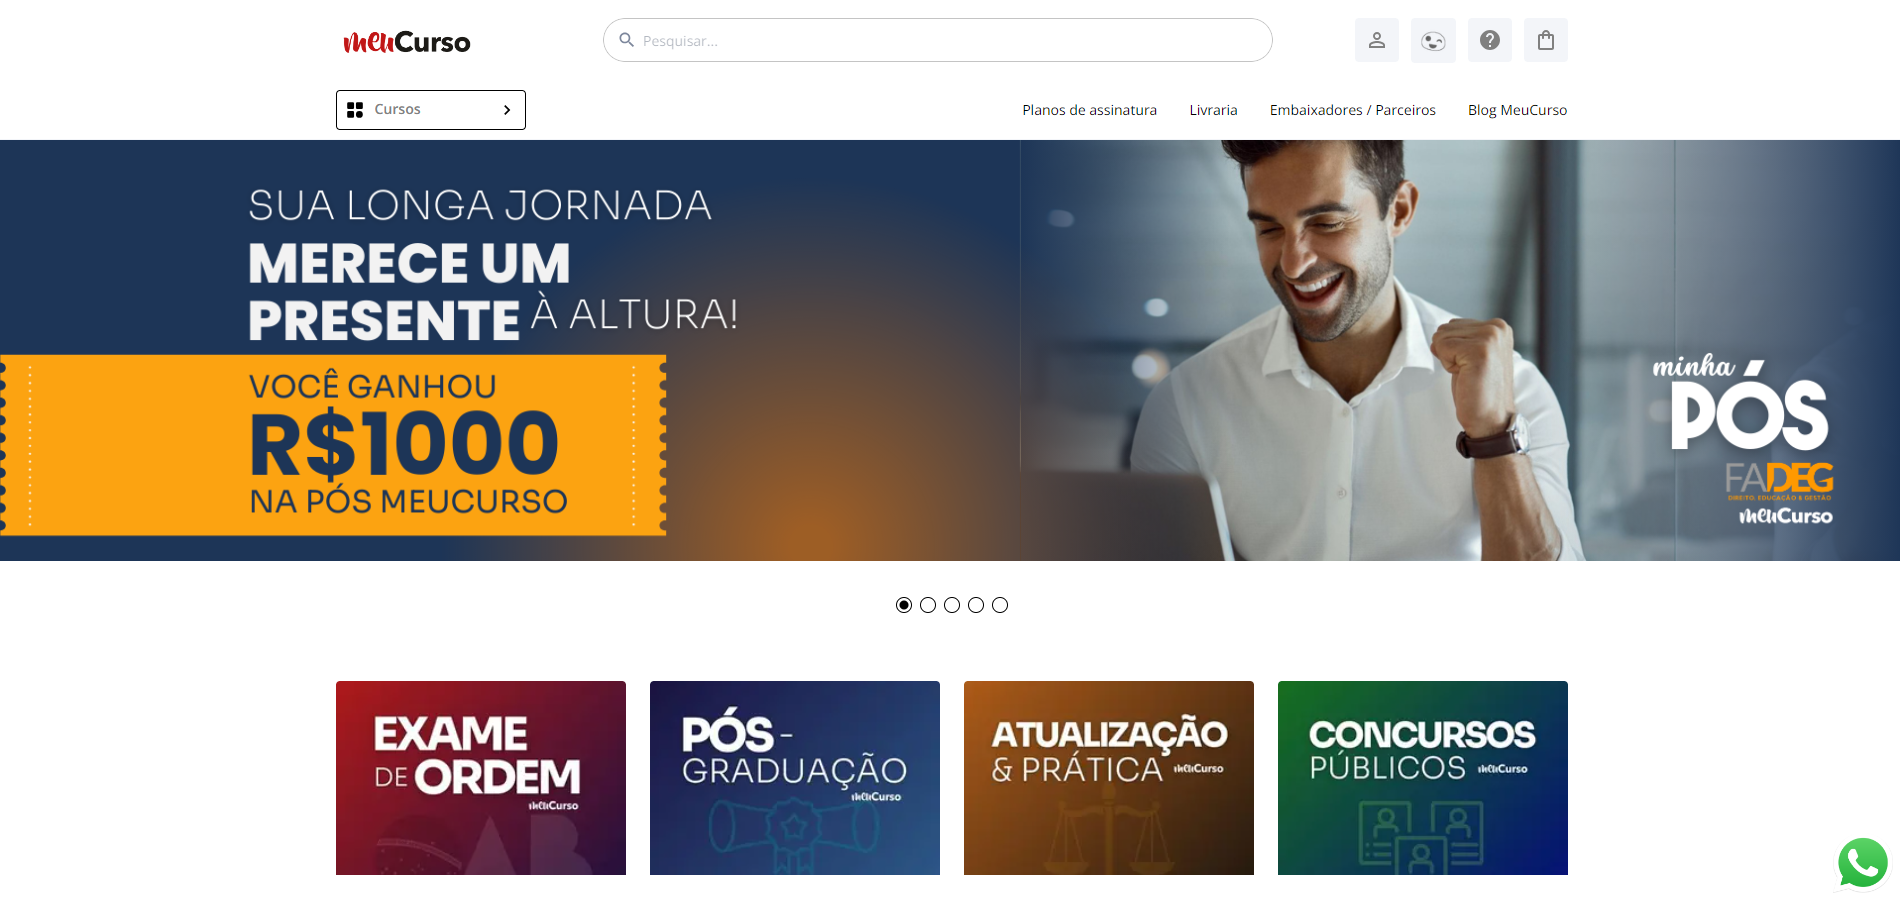 meuCurso
Pesquisar...
Cursos
Planos de assinatura
Livraria
Embaixadores / Parceiros
Blog MeuCurso
SUA LONGA JORNADA
MERECE UM
PRESENTE À ALTURA!
VOCÊ GANHOU
R$1000
NA PÓS MEUCURSO
minha
PÓS
FADEG
DIREITO, EDUCAÇÃO E GESTÃO
meuCurso
EXAME
DE ORDEM
meuCurso
OAB
PÓS -
GRADUAÇÃO
meuCurso
ATUALIZAÇÃO
& PRÁTICA meuCurso
CONCURSOS
PÚBLICOS meuCurso